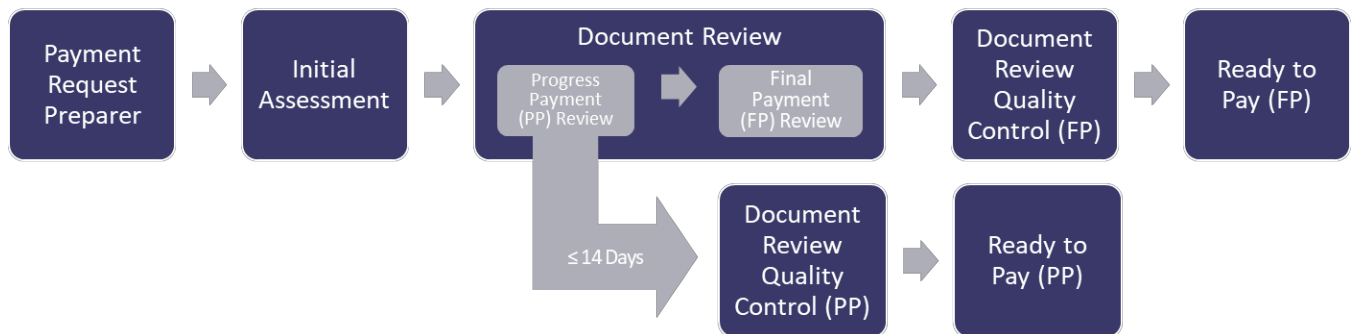 Payment
Request
Preparer
Initial
Assessment
Document Review
Progress
Payment
(PP) Review
Final
Payment
(FP) Review
Document
Review
Quality
Control (FP)
Ready to
Pay (FP)
≤ 14 Days
Document
Review
Quality
Control (PP)
Ready to
Pay (PP)